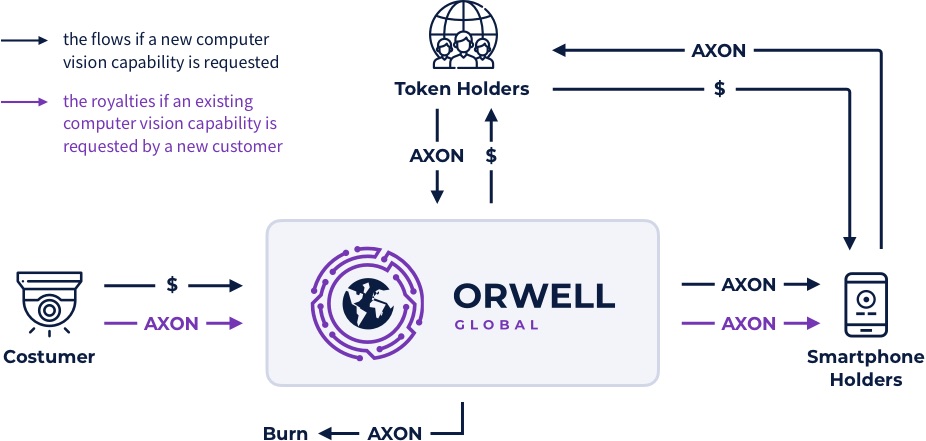 the flows if a new computer
vision capability is requested
the royalties if an existing
computer vision capability is
requested by a new customer
Token Holders
AXON
$
AXON $
$
AXON
Costumer
ORWELL
GLOBAL
AXON
AXON
Smartphone
Holders
Burn
AXON